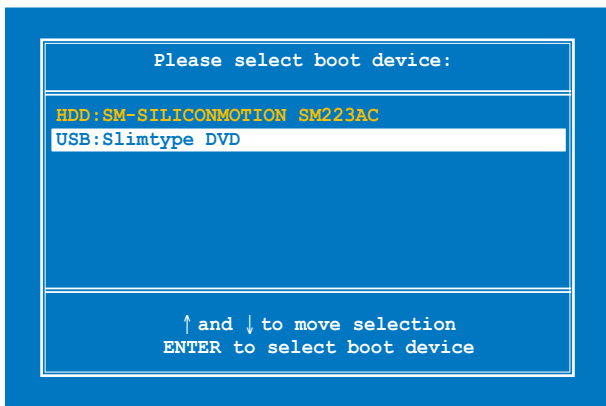 Please select boot device:
HDD:SM-SILICONMOTION SM223AC
USB:Slimtype DVD
↑ and ↓ to move selection
ENTER to select boot device